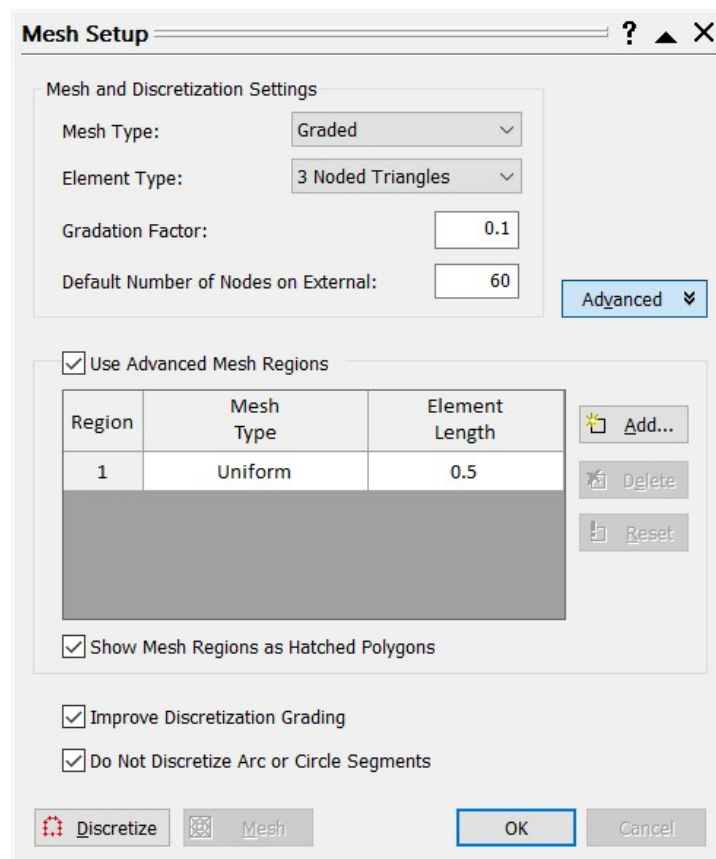 Mesh Setup ?
Mesh and Discretization Settings
Mesh Type: Graded
Element Type: 3 Noded Triangles
Gradation Factor: 0.1
Default Number of Nodes on External: 60
Advanced
Use Advanced Mesh Regions
Region Mesh Type Element Length
1 Uniform 0.5
Add...
Delete
Reset
Show Mesh Regions as Hatched Polygons
Improve Discretization Grading
Do Not Discretize Arc or Circle Segments
Discretize Mesh OK Cancel